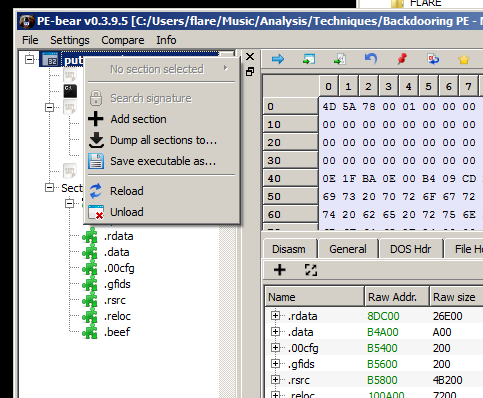 FLARE
PE-bear v0.3.9.5 [C:/Users/flare/Music/Analysis/Techniques/Backdooring PE -
File Settings Compare Info
put
No section selected
Search signature
Add section
Dump all sections to...
Save executable as...
Reload
Unload
Sect
.rdata
.data
.00cfg
.gfids
.rsrc
.reloc
.beef
0 1 2 3 4 5 6 7
0 4D 5A 78 00 01 00 00 00
10 00 00 00 00 00 00 00 00
20 00 00 00 00 00 00 00 00
30 00 00 00 00 00 00 00 00
40 0E 1F BA 0E 00 B4 09 CD
50 69 73 20 70 72 6F 67 72
60 74 20 62 65 20 72 75 6E
Disasm General DOS Hdr File
Name Raw Addr. Raw size
.rdata 8DC00 26E00
.data B4A00 A00
.00cfg B5400 200
.gfids B5600 200
.rsrc B5800 4B200
.reloc 100A00 7200